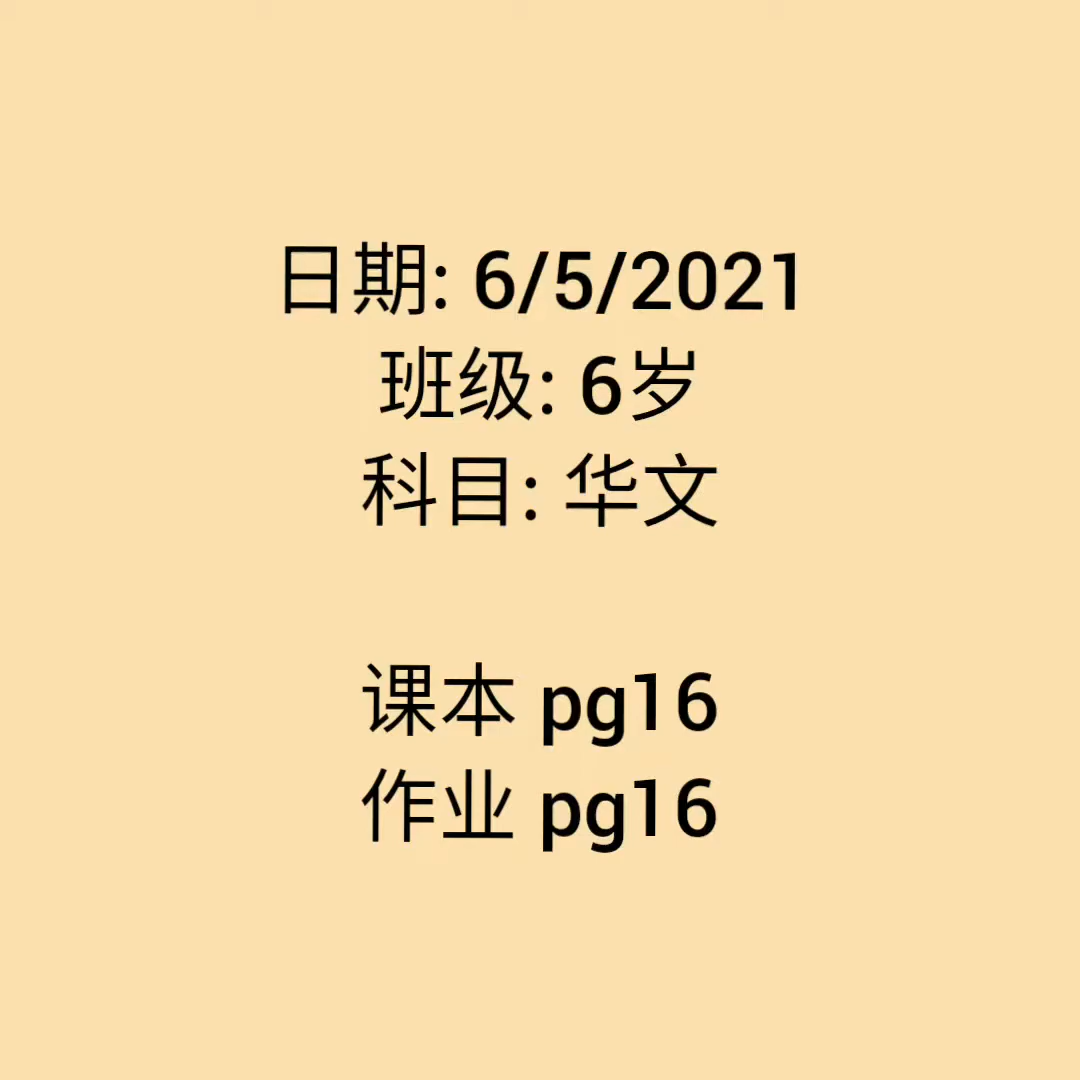 日期: 6/5/2021
班级: 6岁
科目: 华文
课本 pg16
作业 pg16